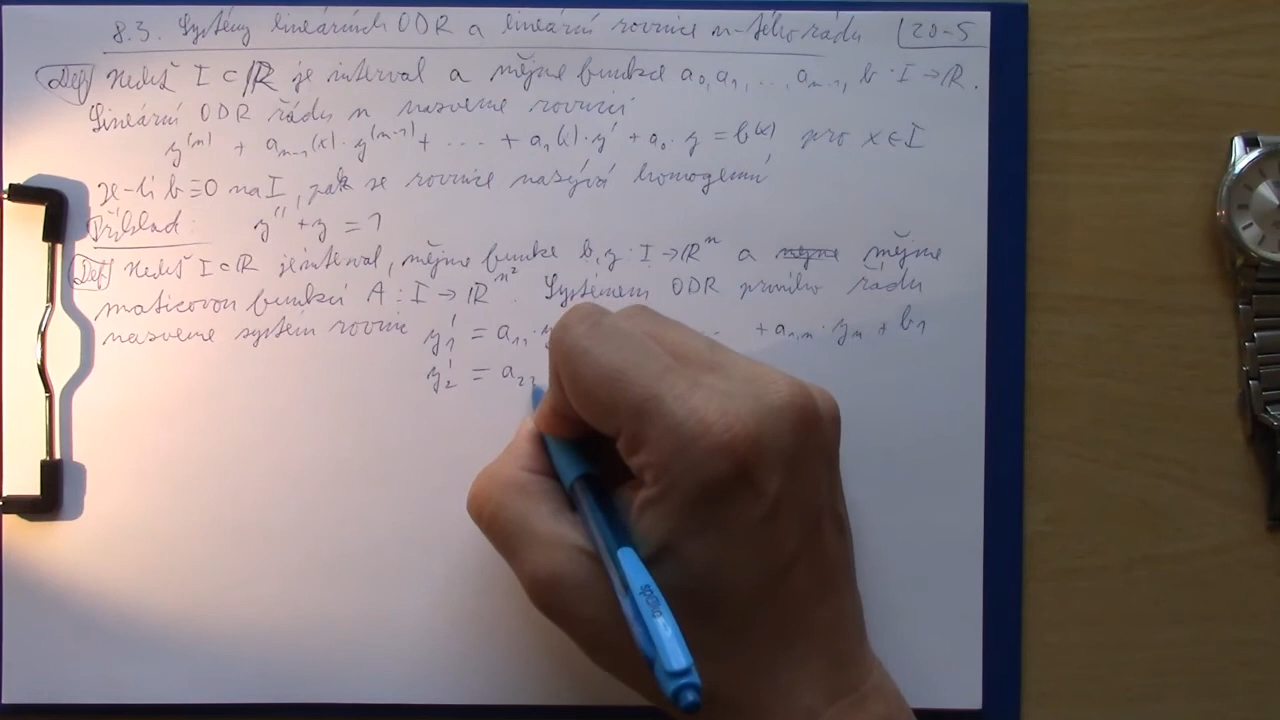 8.3. Systémy lineárních ODR a lineární rovnice n-tého řádu 20-5
Def Nechť I ⊂ R je interval a mějme funkce a₀, a₁, ..., aₙ₋₁, b : I → R.
Lineární ODR řádu n nazveme rovnici
y⁽ⁿ⁾ + aₙ₋₁(x)·y⁽ⁿ⁻¹⁾ + ... + a₁(x)·y' + a₀·y = b(x) pro x ∈ I
Je-li b ≡ 0 na I, pak se rovnice nazývá homogenní
Příklad: y'' + y = 1
Def Nechť I ⊂ R je interval, mějme funkce b, y : I → Rⁿ a mějme
maticovou funkci A : I → Rⁿ². Systémem ODR prvního řádu
nazveme systém rovnic y₁' = a₁₁· ... + a₁ₙ·yₙ + b₁
y₂' = a₂₂
spoko